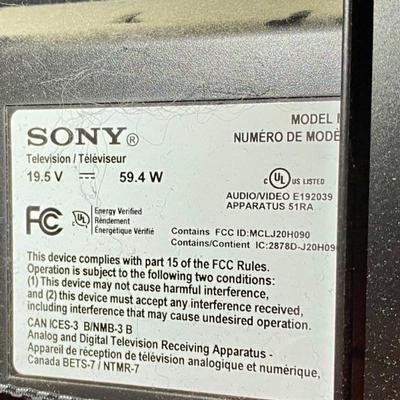 MODEL
SONY®
NUMÉRO DE MODÈ
Television / Téléviseur
19.5 V ⎓ 59.4 W
c UL US LISTED
AUDIO/VIDEO E192039
APPARATUS 51RA
FC UL Energy Verified
Rendement
Énergétique Vérifié
Contains FCC ID:MCLJ20H090
Contains/Contient IC:2878D-J20H09
This device complies with part 15 of the FCC Rules.
Operation is subject to the following two conditions:
(1) This device may not cause harmful interference,
and (2) this device must accept any interference received,
including interference that may cause undesired operation.
CAN ICES-3 B/NMB-3 B
Analog and Digital Television Receiving Apparatus -
Appareil de réception de télévision analogique et numérique,
Canada BETS-7 / NTMR-7